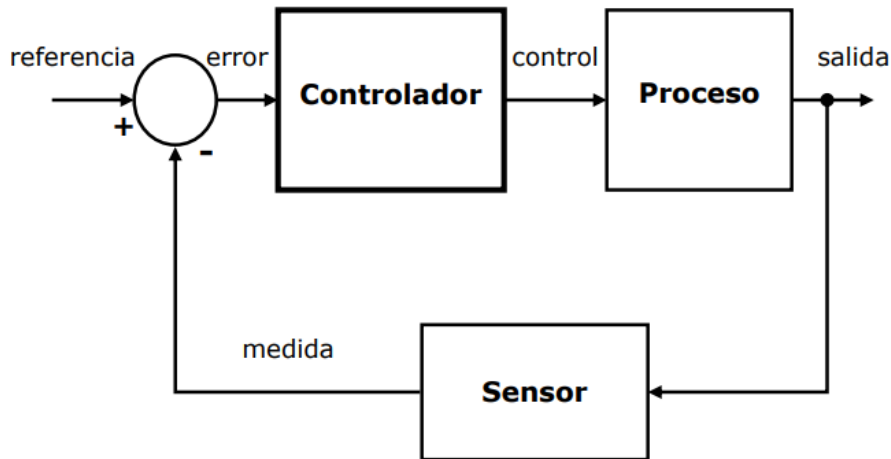 referencia
error
control
salida
Controlador
Proceso
+
-
medida
Sensor